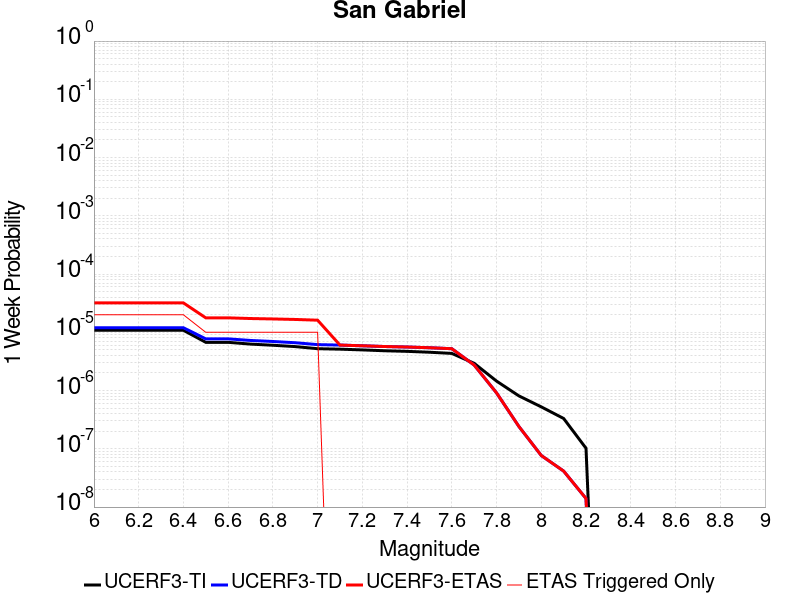 San Gabriel
10^0
10^-1
10^-2
10^-3
10^-4
10^-5
10^-6
10^-7
10^-8
1 Week Probability
6 6.2 6.4 6.6 6.8 7 7.2 7.4 7.6 7.8 8 8.2 8.4 8.6 8.8 9
Magnitude
UCERF3-TI UCERF3-TD UCERF3-ETAS ETAS Triggered Only